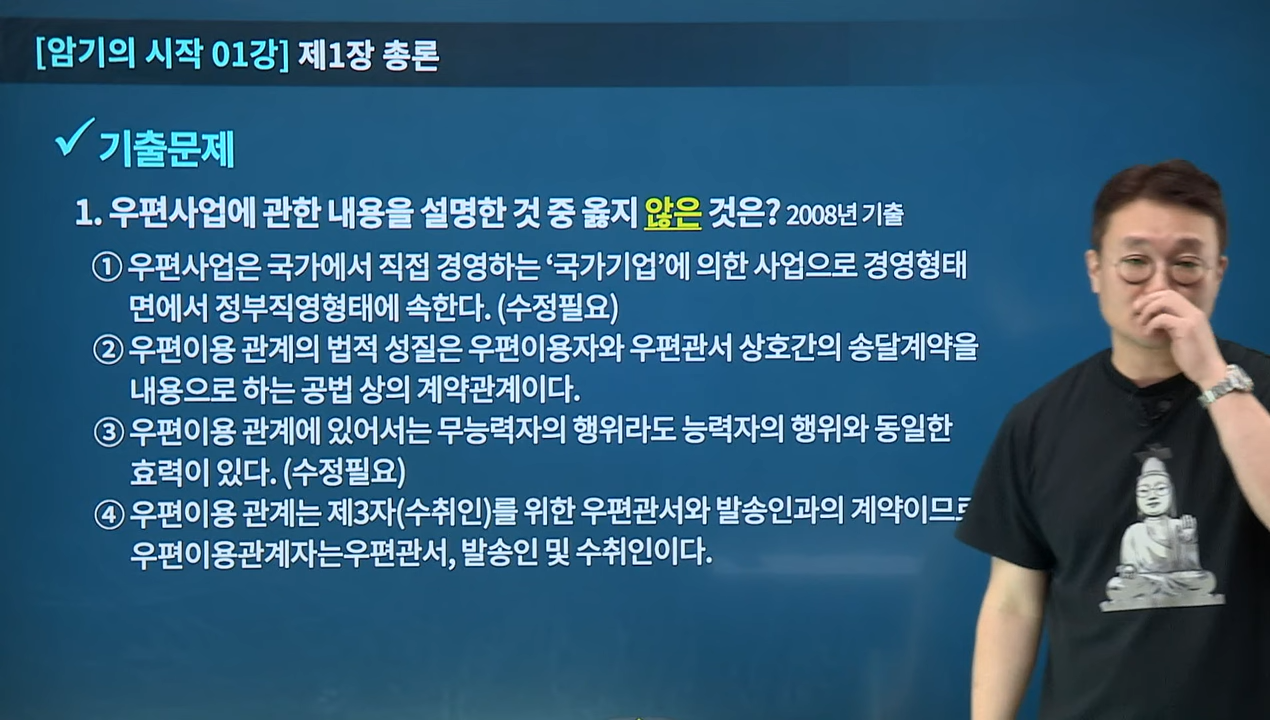 [암기의 시작 01강] 제1장 총론
기출문제
1. 우편사업에 관한 내용을 설명한 것 중 옳지 않은 것은? 2008년 기출
① 우편사업은 국가에서 직접 경영하는 ‘국가기업’에 의한 사업으로 경영형태
면에서 정부직영형태에 속한다. (수정필요)
② 우편이용 관계의 법적 성질은 우편이용자와 우편관서 상호간의 송달계약을
내용으로 하는 공법 상의 계약관계이다.
③ 우편이용 관계에 있어서는 무능력자의 행위라도 능력자의 행위와 동일한
효력이 있다. (수정필요)
④ 우편이용 관계는 제3자(수취인)를 위한 우편관서와 발송인과의 계약이므로
우편이용관계자는우편관서, 발송인 및 수취인이다.